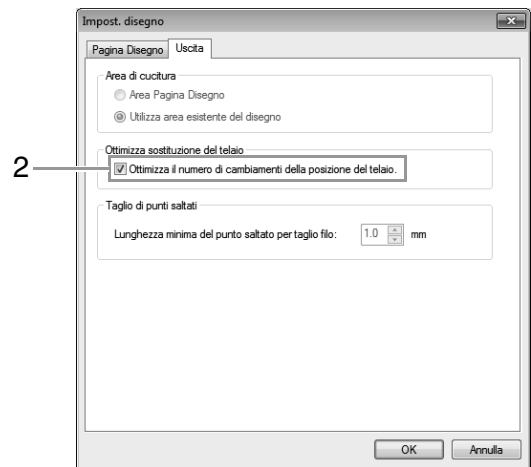 Impost. disegno
Pagina Disegno Uscita
Area di cucitura
Area Pagina Disegno
Utilizza area esistente del disegno
Ottimizza sostituzione del telaio
2 Ottimizza il numero di cambiamenti della posizione del telaio.
Taglio di punti saltati
Lunghezza minima del punto saltato per taglio filo: 1.0 mm
OK Annulla